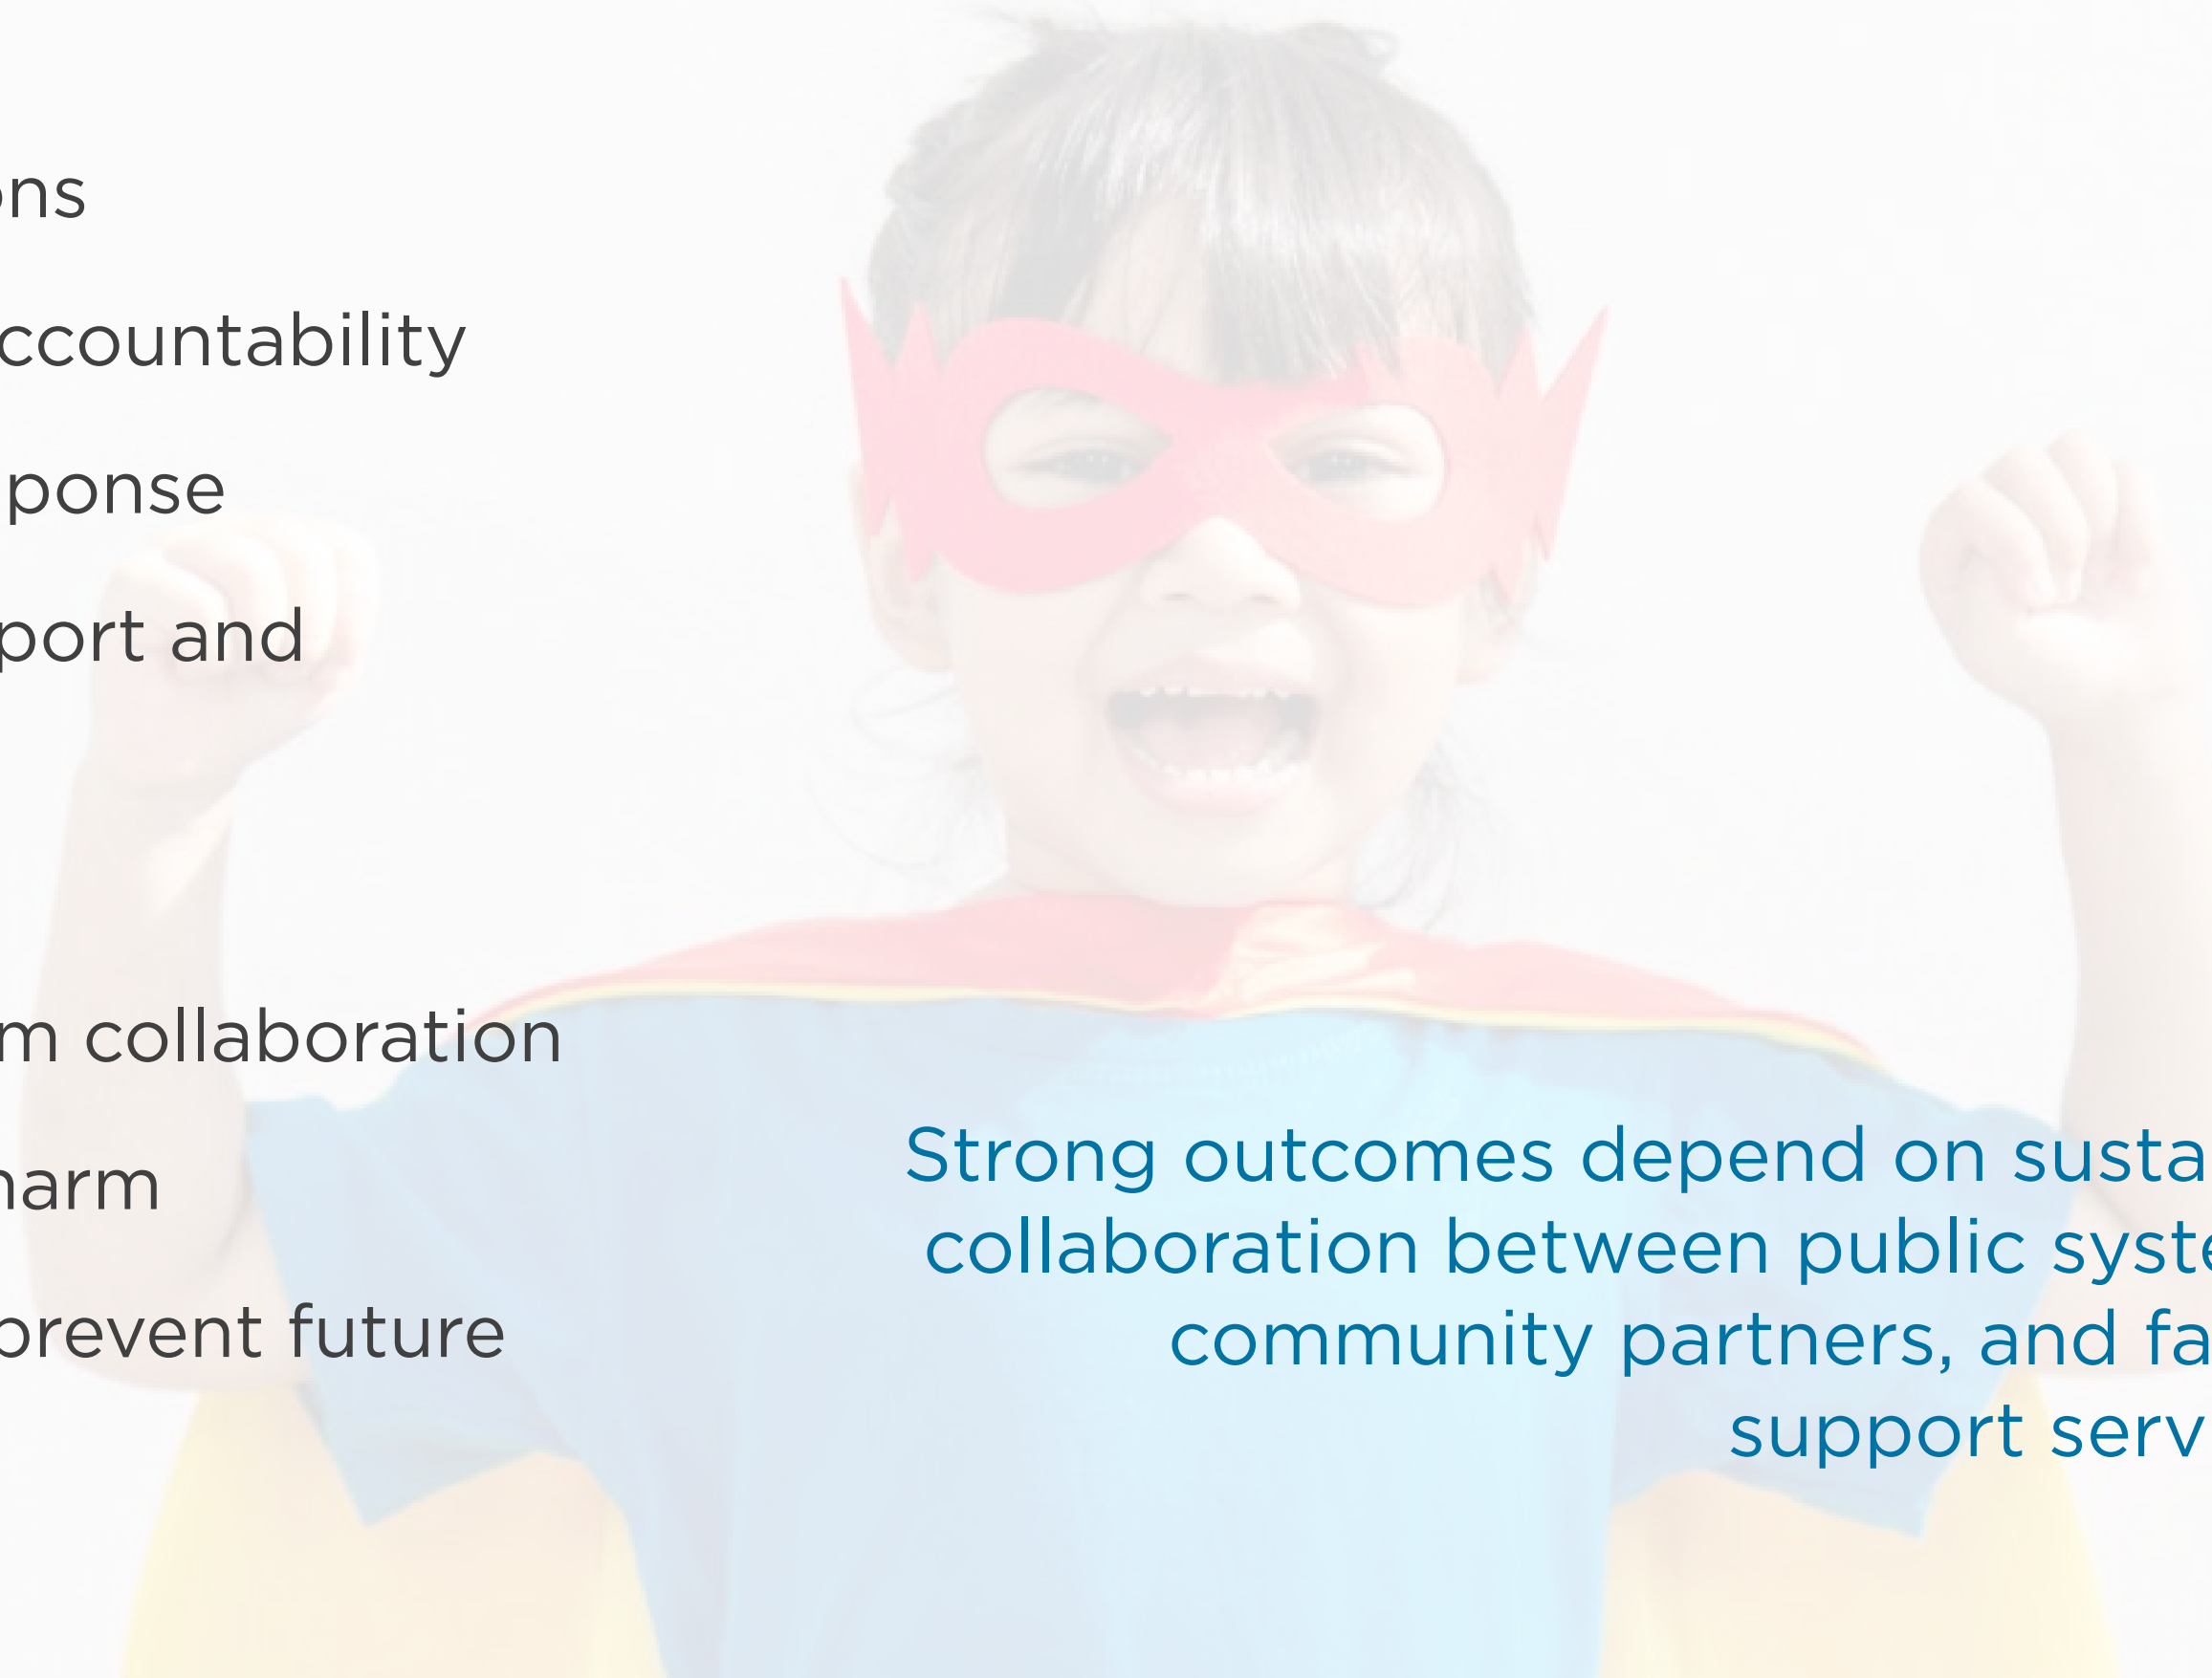 ons
ccountability
ponse
port and
m collaboration
harm
prevent future
Strong outcomes depend on susta
collaboration between public syste
community partners, and fa
support serv